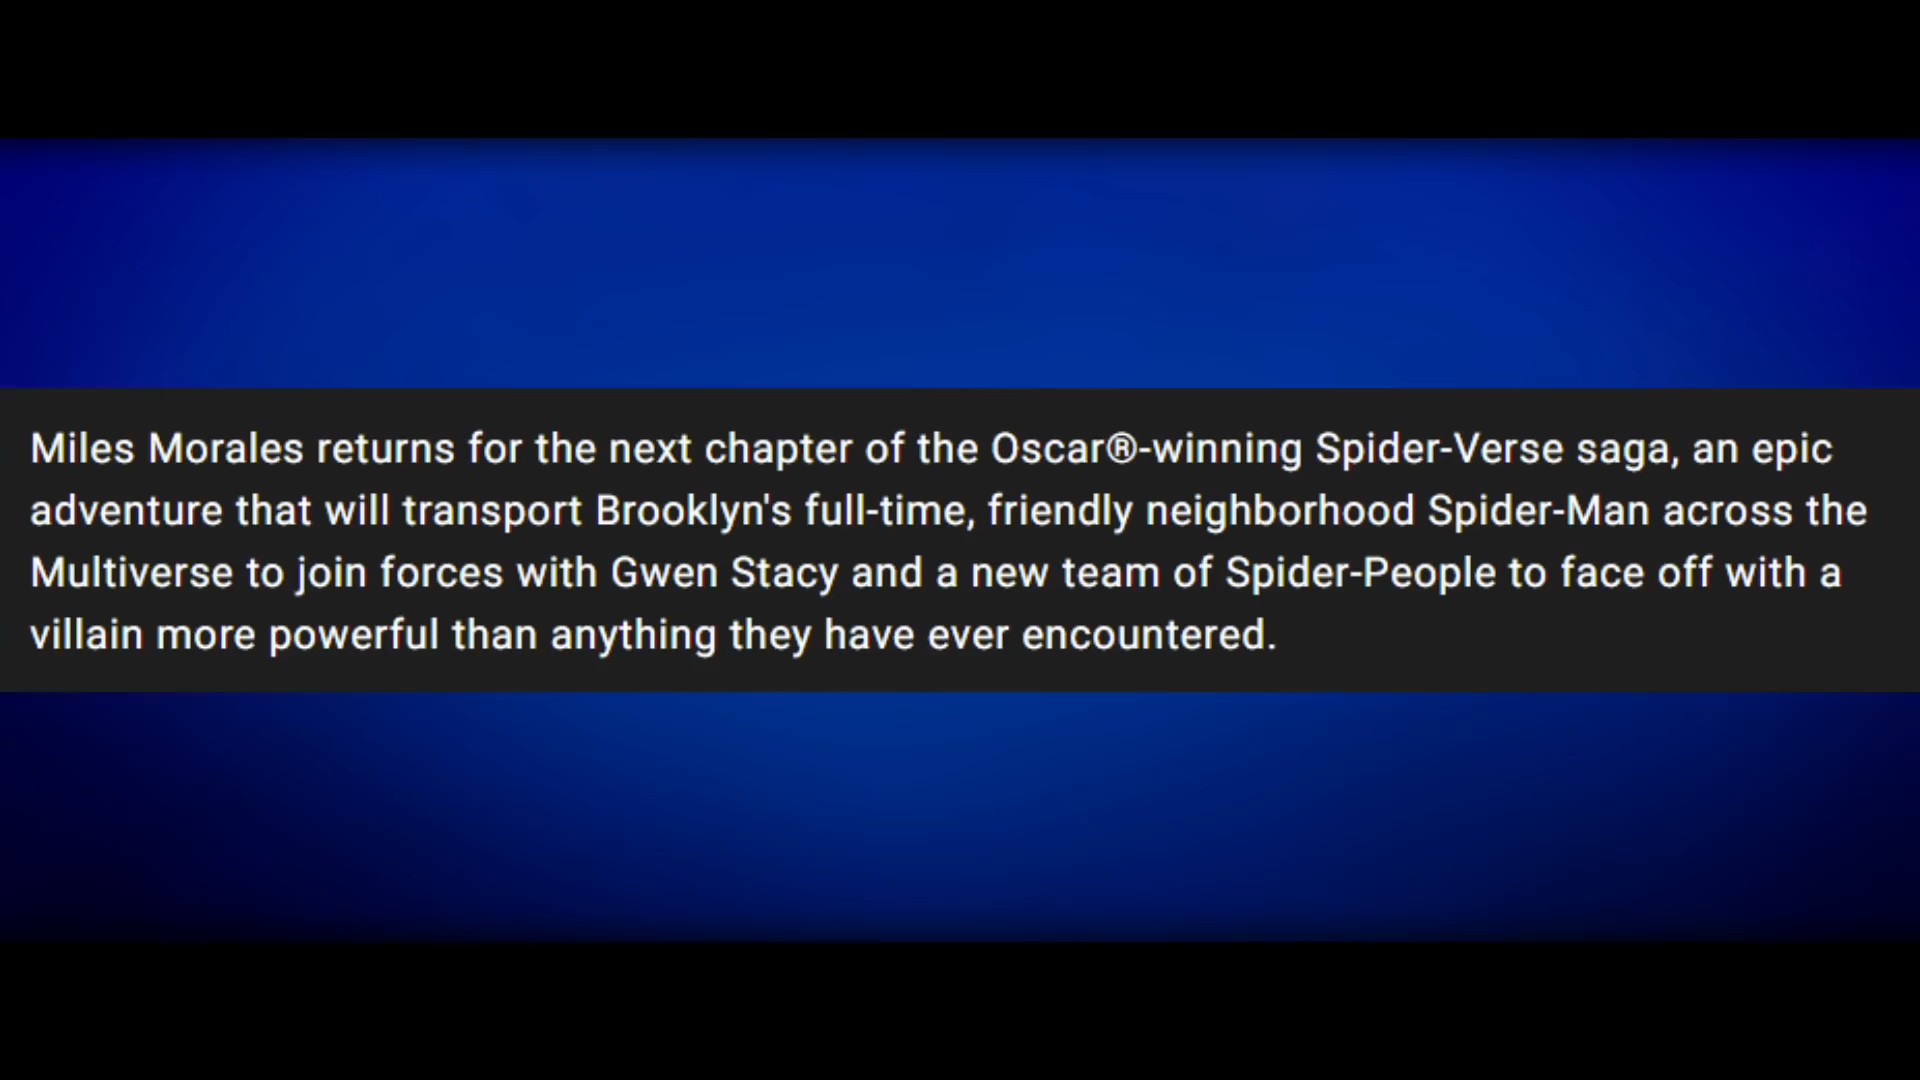 Miles Morales returns for the next chapter of the Oscar®-winning Spider-Verse saga, an epic
adventure that will transport Brooklyn's full-time, friendly neighborhood Spider-Man across the
Multiverse to join forces with Gwen Stacy and a new team of Spider-People to face off with a
villain more powerful than anything they have ever encountered.